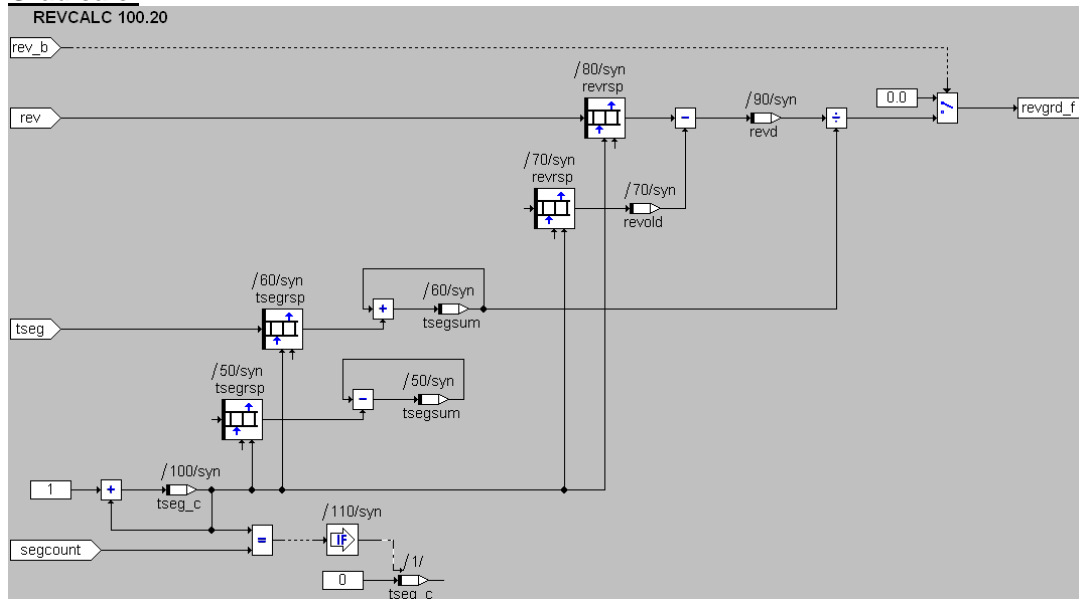 REVCALC 100.20
rev_b
/80/syn
revrsp
/90/syn
revd
0.0
revgrd_f
rev
-
÷
/70/syn
revrsp
/70/syn
revold
/60/syn
tsegrsp
/60/syn
tsegsum
tseg
+
/50/syn
tsegrsp
/50/syn
tsegsum
-
/100/syn
tseg_c
1
+
/110/syn
IF
=
segcount
/1/
0
tseg_c